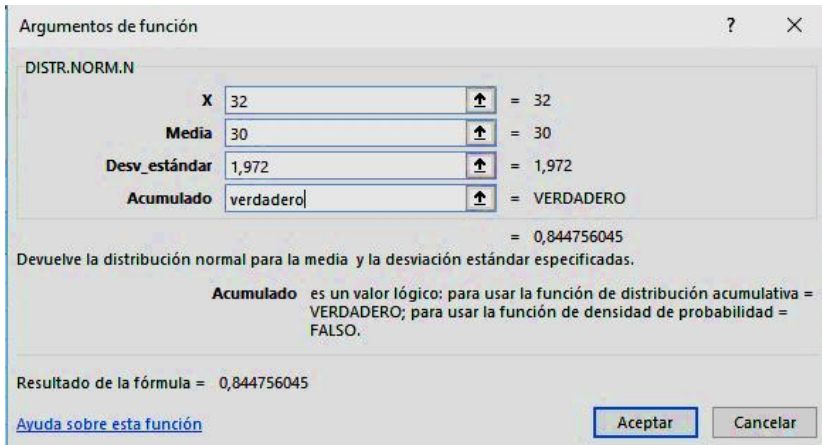 Argumentos de función ? X
DISTR.NORM.N
X 32 = 32
Media 30 = 30
Desv_estándar 1,972 = 1,972
Acumulado verdadero = VERDADERO
= 0,844756045
Devuelve la distribución normal para la media y la desviación estándar especificadas.
Acumulado es un valor lógico: para usar la función de distribución acumulativa =
VERDADERO; para usar la función de densidad de probabilidad =
FALSO.
Resultado de la fórmula = 0,844756045
Ayuda sobre esta función Aceptar Cancelar